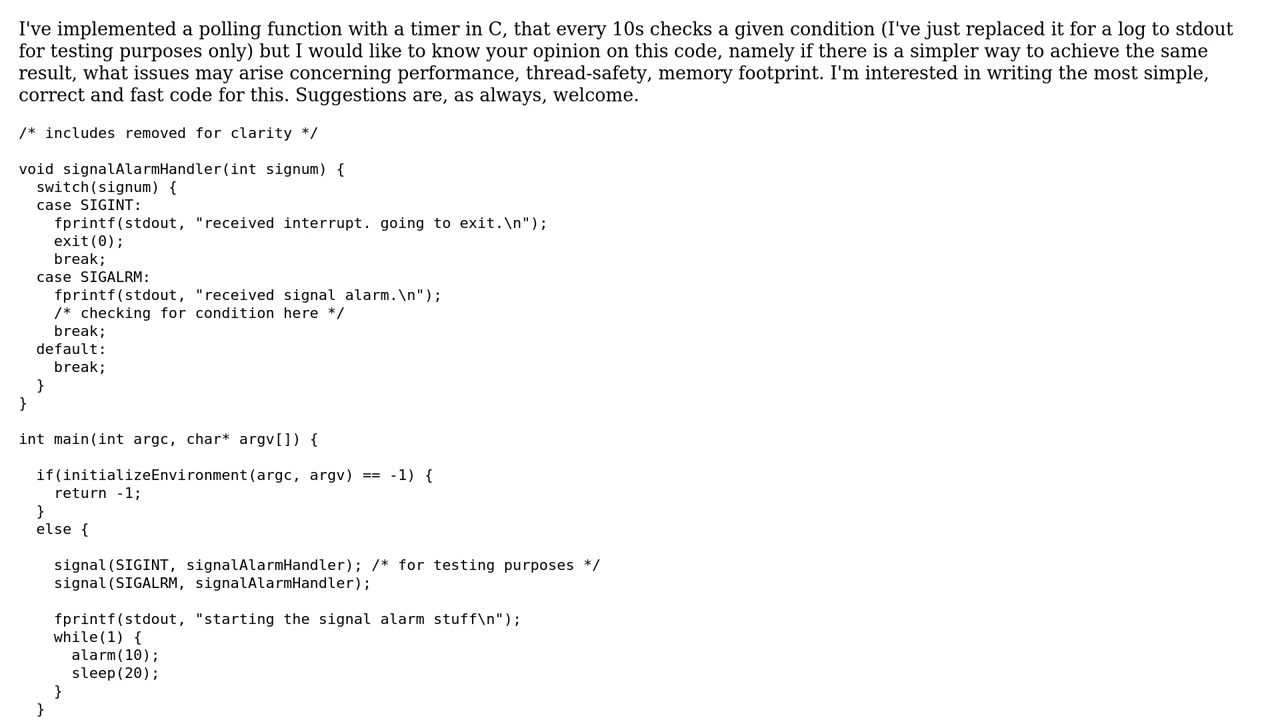 I've implemented a polling function with a timer in C, that every 10s checks a given condition (I've just replaced it for a log to stdout
for testing purposes only) but I would like to know your opinion on this code, namely if there is a simpler way to achieve the same
result, what issues may arise concerning performance, thread-safety, memory footprint. I'm interested in writing the most simple,
correct and fast code for this. Suggestions are, as always, welcome.
/* includes removed for clarity */
void signalAlarmHandler(int signum) {
  switch(signum) {
  case SIGINT:
    fprintf(stdout, "received interrupt. going to exit.\n");
    exit(0);
    break;
  case SIGALRM:
    fprintf(stdout, "received signal alarm.\n");
    /* checking for condition here */
    break;
  default:
    break;
  }
}
int main(int argc, char* argv[]) {
  if(initializeEnvironment(argc, argv) == -1) {
    return -1;
  }
  else {
    signal(SIGINT, signalAlarmHandler); /* for testing purposes */
    signal(SIGALRM, signalAlarmHandler);
    fprintf(stdout, "starting the signal alarm stuff\n");
    while(1) {
      alarm(10);
      sleep(20);
    }
  }